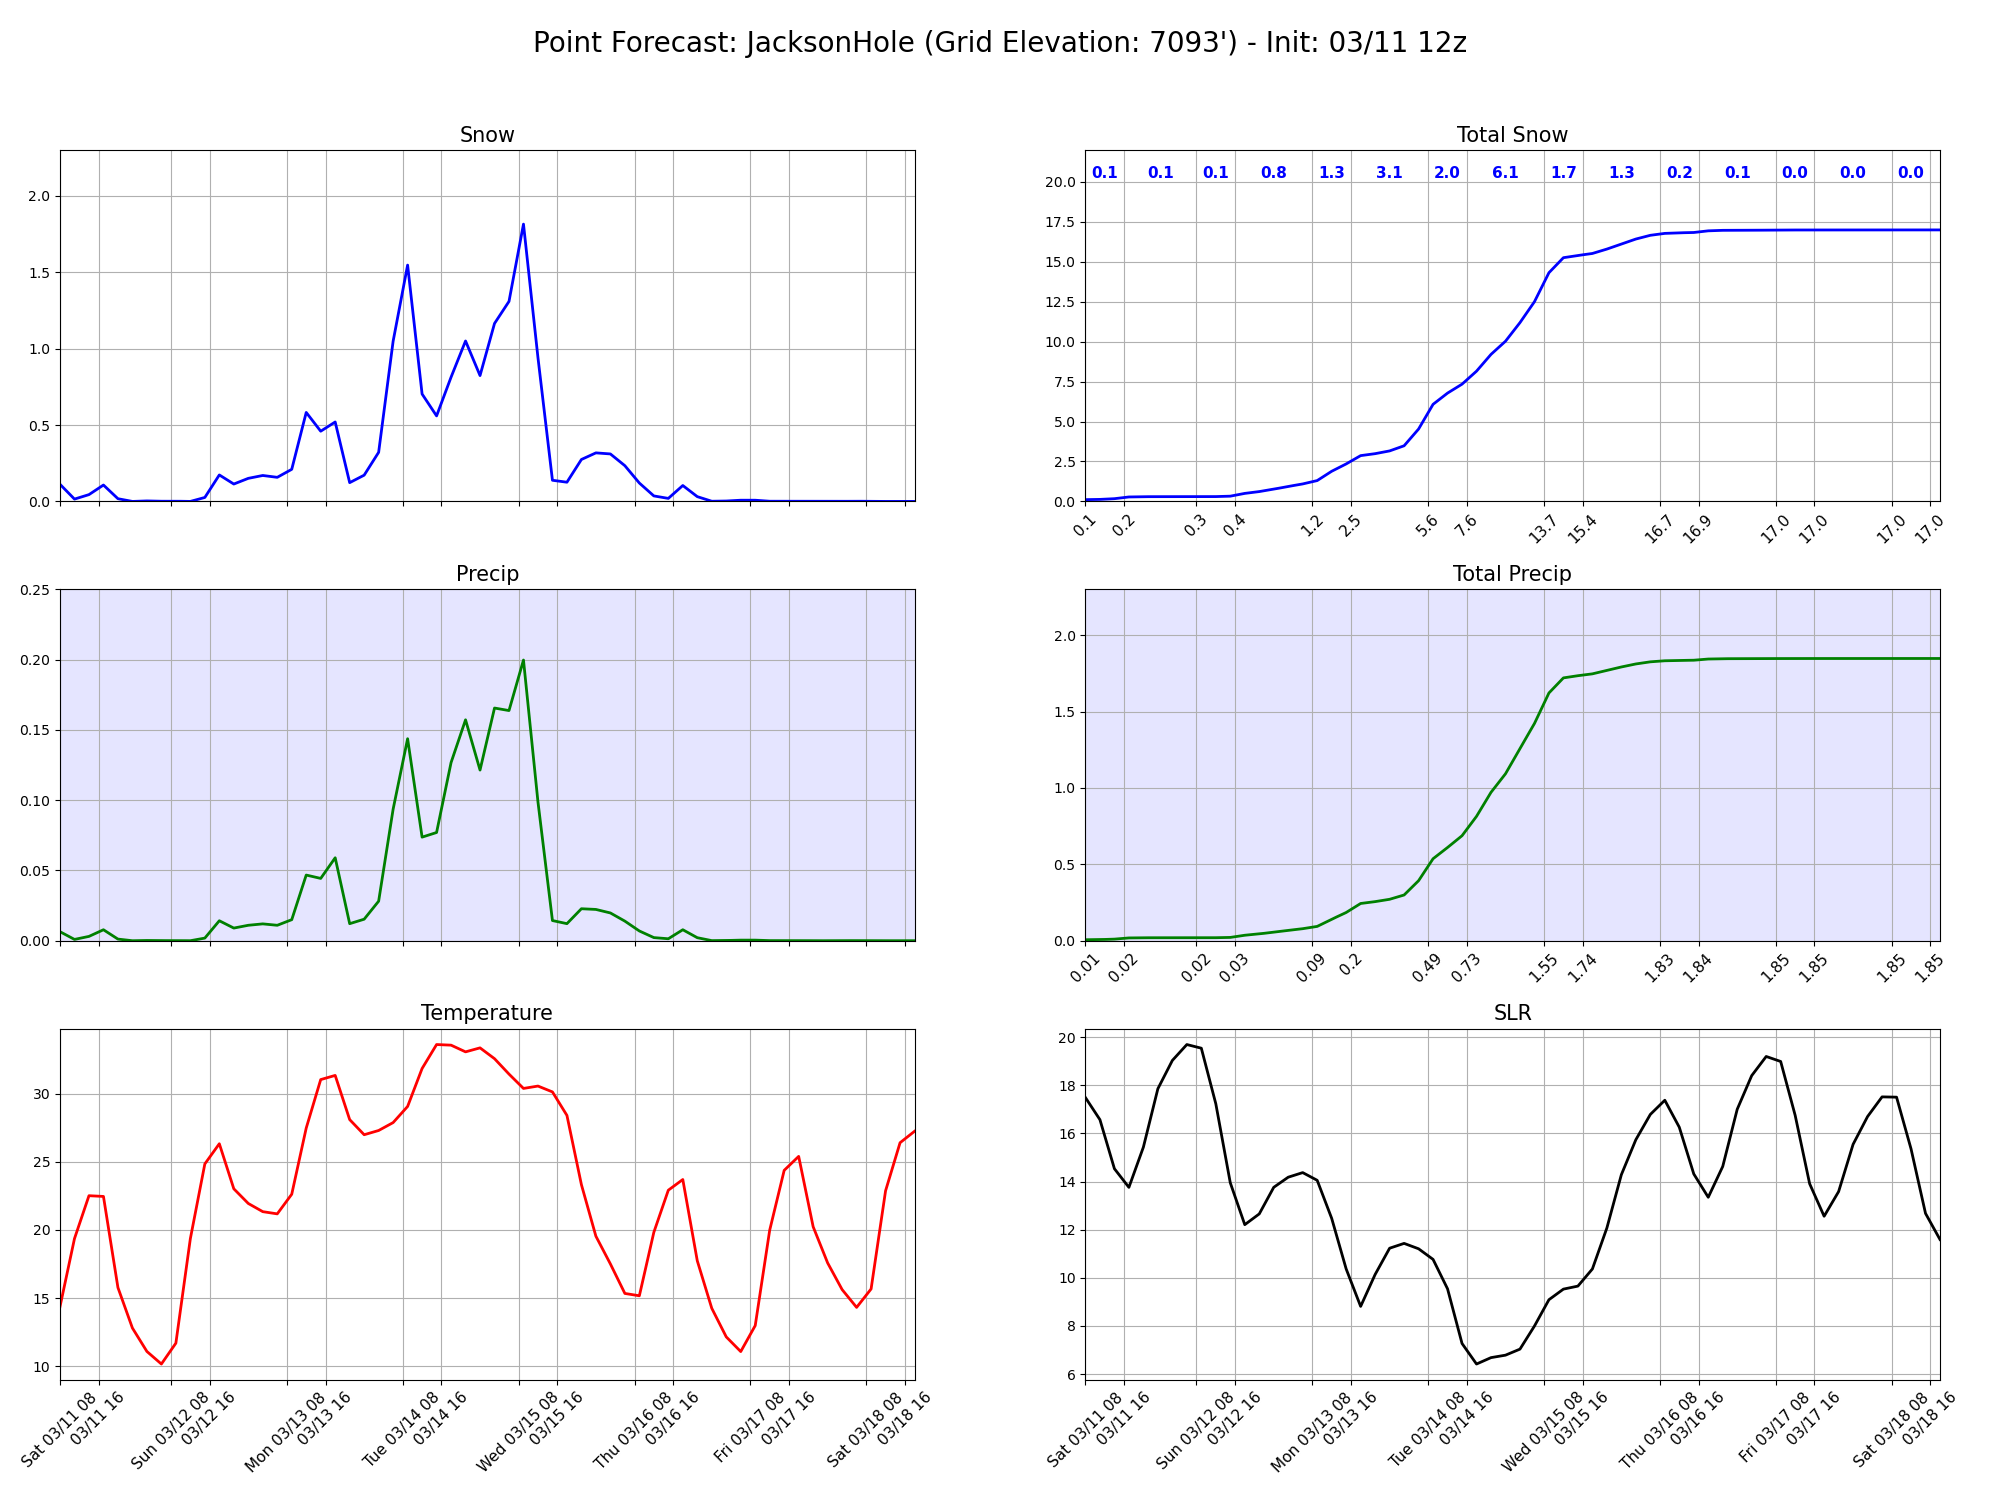 Point Forecast: JacksonHole (Grid Elevation: 7093') - Init: 03/11 12z
Snow
2.0
1.5
1.0
0.5
0.0
Total Snow
0.1 0.1 0.1 0.8 1.3 3.1 2.0 6.1 1.7 1.3 0.2 0.1 0.0 0.0 0.0
20.0
17.5
15.0
12.5
10.0
7.5
5.0
2.5
0.0
0.1 0.2 0.3 0.4 1.2 2.5 5.6 7.6 13.7 15.4 16.7 16.9 17.0 17.0 17.0 17.0
Precip
0.25
0.20
0.15
0.10
0.05
0.00
Total Precip
2.0
1.5
1.0
0.5
0.0
0.01 0.02 0.02 0.03 0.09 0.2 0.49 0.73 1.55 1.74 1.83 1.84 1.85 1.85 1.85 1.85
Temperature
30
25
20
15
10
Sat 03/11 08
03/11 16
Sun 03/12 08
03/12 16
Mon 03/13 08
03/13 16
Tue 03/14 08
03/14 16
Wed 03/15 08
03/15 16
Thu 03/16 08
03/16 16
Fri 03/17 08
03/17 16
Sat 03/18 08
03/18 16
SLR
20
18
16
14
12
10
8
6
Sat 03/11 08
03/11 16
Sun 03/12 08
03/12 16
Mon 03/13 08
03/13 16
Tue 03/14 08
03/14 16
Wed 03/15 08
03/15 16
Thu 03/16 08
03/16 16
Fri 03/17 08
03/17 16
Sat 03/18 08
03/18 16